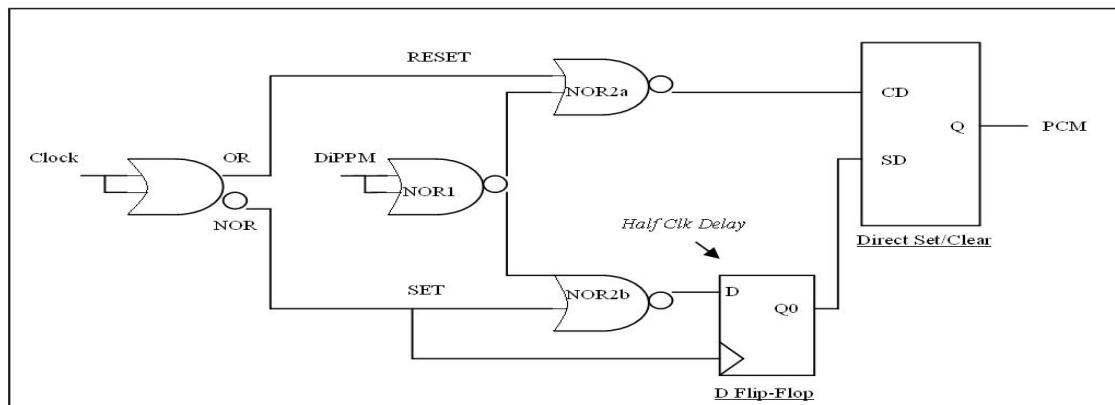 RESET
NOR2a
CD
Clock
OR
DiPPM
Q
PCM
SD
NOR1
NOR
Half Clk Delay
Direct Set/Clear
SET
NOR2b
D
Q0
D Flip-Flop